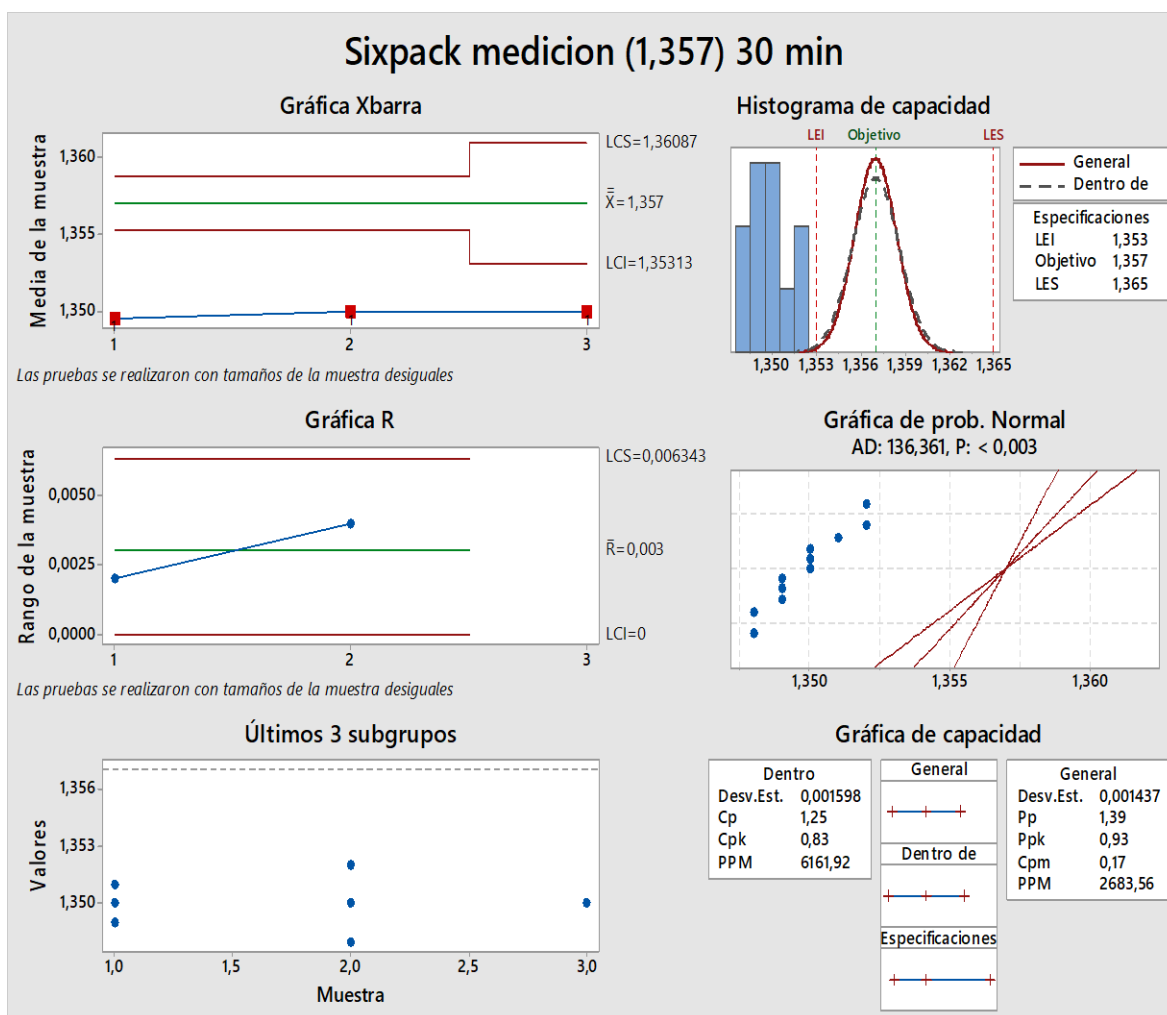 Sixpack medicion (1,357) 30 min
Gráfica Xbarra
Media de la muestra
1,360
1,355
1,350
1
2
3
LCS=1,36087
X̿=1,357
LCI=1,35313
Las pruebas se realizaron con tamaños de la muestra desiguales
Histograma de capacidad
LEI
Objetivo
LES
1,350
1,353
1,356
1,359
1,362
1,365
General
Dentro de
Especificaciones
LEI 1,353
Objetivo 1,357
LES 1,365
Gráfica R
Rango de la muestra
0,0050
0,0025
0,0000
1
2
3
LCS=0,006343
R̅=0,003
LCI=0
Las pruebas se realizaron con tamaños de la muestra desiguales
Gráfica de prob. Normal
AD: 136,361, P: < 0,003
1,350
1,355
1,360
Últimos 3 subgrupos
Valores
1,356
1,353
1,350
1,0
1,5
2,0
2,5
3,0
Muestra
Gráfica de capacidad
Dentro
Desv.Est. 0,001598
Cp 1,25
Cpk 0,83
PPM 6161,92
General
Dentro de
Especificaciones
General
Desv.Est. 0,001437
Pp 1,39
Ppk 0,93
Cpm 0,17
PPM 2683,56